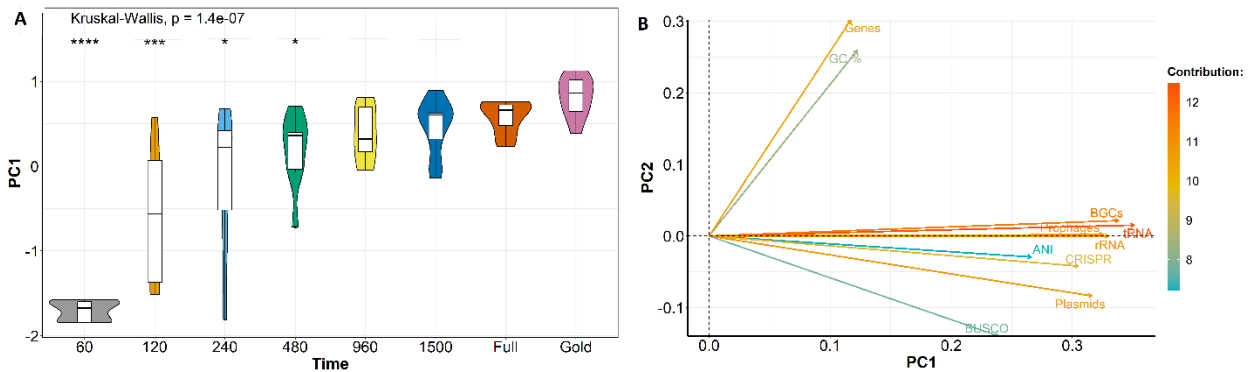 A
Kruskal-Wallis, p = 1.4e-07
**** *** * *
PC1
1
0
-1
-2
60 120 240 480 960 1500 Full Gold
Time
B
PC2
0.3
0.2
0.1
0.0
-0.1
Genes
GC %
BGCs
Prophages
tRNA
rRNA
ANI
CRISPR
Plasmids
BUSCO
0.0 0.1 0.2 0.3
PC1
Contribution:
12
11
10
9
8